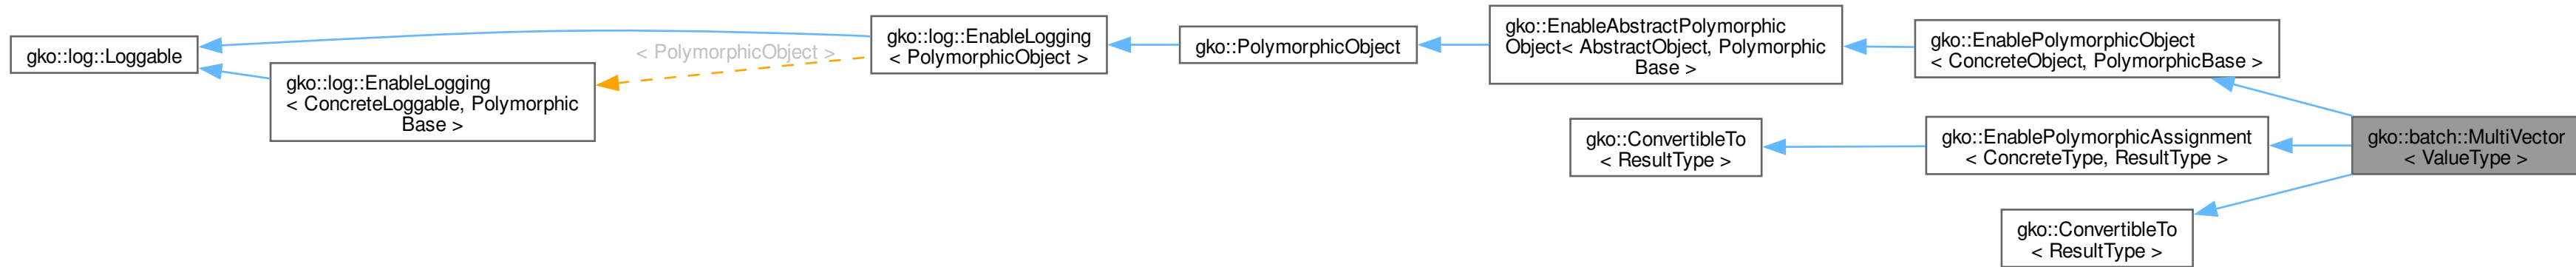 gko::log::Loggable
gko::log::EnableLogging
< ConcreteLoggable, Polymorphic
Base >
< PolymorphicObject >
gko::log::EnableLogging
< PolymorphicObject >
gko::PolymorphicObject
gko::EnableAbstractPolymorphic
Object< AbstractObject, Polymorphic
Base >
gko::EnablePolymorphicObject
< ConcreteObject, PolymorphicBase >
gko::ConvertibleTo
< ResultType >
gko::EnablePolymorphicAssignment
< ConcreteType, ResultType >
gko::batch::MultiVector
< ValueType >
gko::ConvertibleTo
< ResultType >